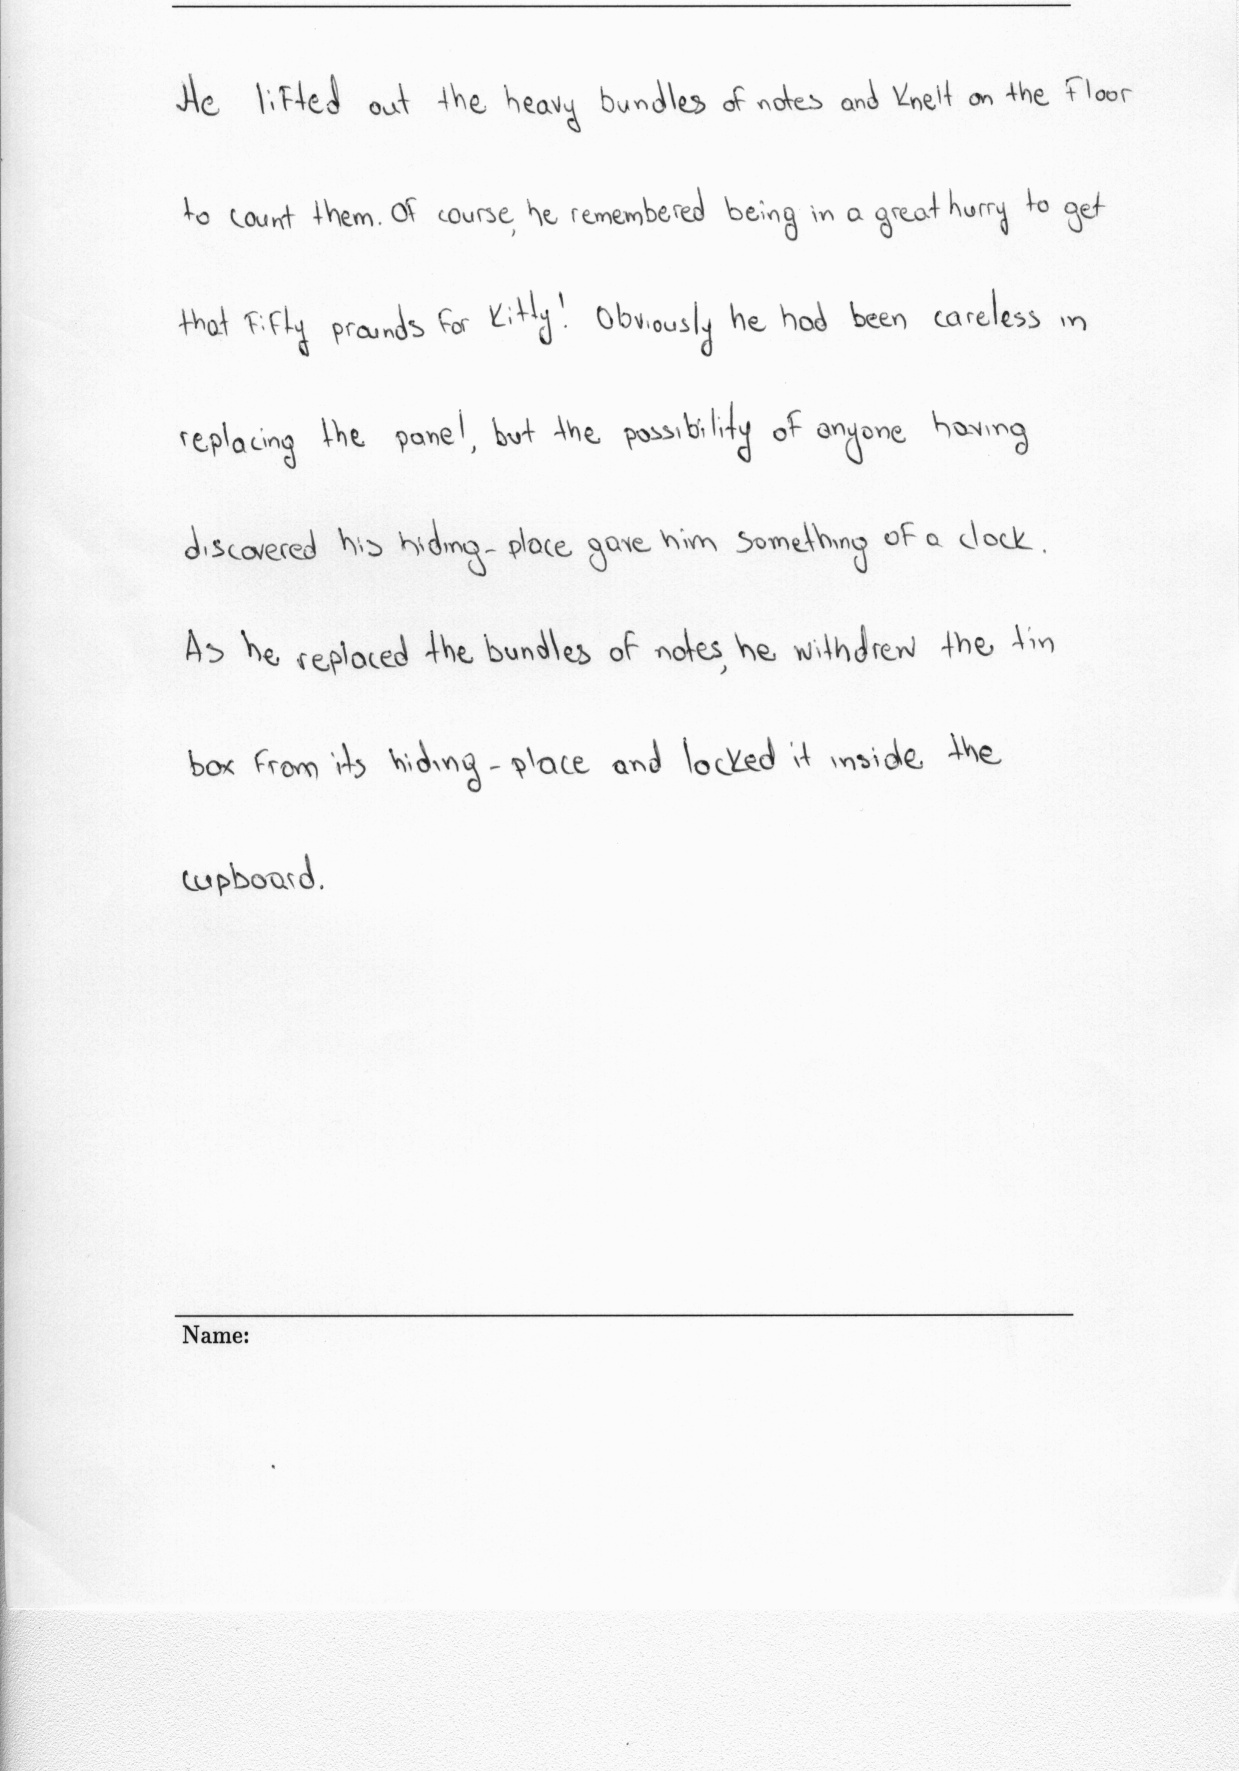 He lifted out the heavy bundles of notes and knelt on the floor
to count them. Of course, he remembered being in a great hurry to get
that fifty prounds for Kitty! Obviously he had been careless in
replacing the panel, but the possibility of anyone having
discovered his hiding-place gave him something of a clock.
As he replaced the bundles of notes, he withdrew the tin
box from its hiding-place and locked it inside the
cupboard.
Name: